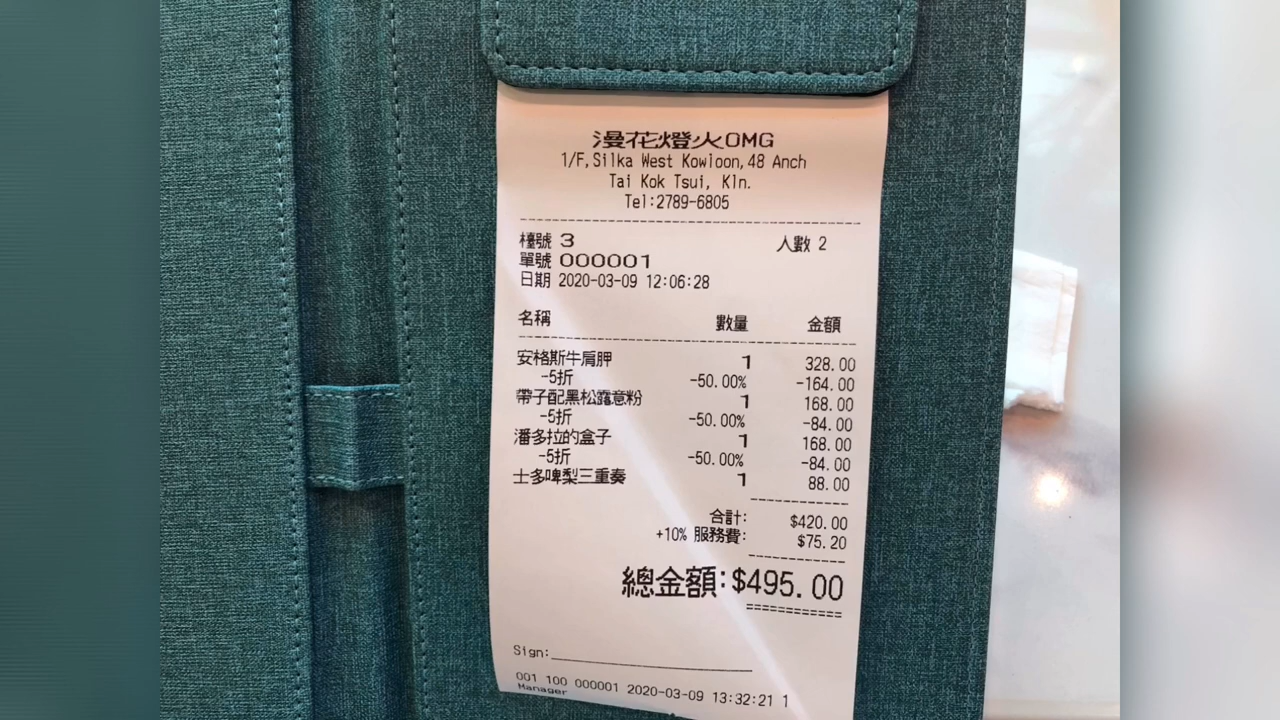 漫花燈火OMG
1/F,Silka West Kowloon,48 Anch
Tai Kok Tsui, Kln.
Tel:2789-6805
檯號 3 人數 2
單號 000001
日期 2020-03-09 12:06:28
名稱 數量 金額
安格斯牛肩胛 1 328.00
-5折 -50.00% -164.00
帶子配黑松露意粉 1 168.00
-5折 -50.00% -84.00
潘多拉的盒子 1 168.00
-5折 -50.00% -84.00
士多啤梨三重奏 1 88.00
合計: $420.00
+10% 服務費: $75.20
總金額:$495.00
Sign:
001 100 000001 2020-03-09 13:32:21 1
Manager